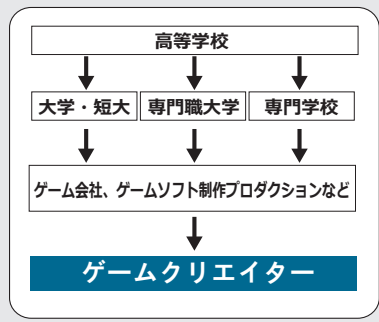 高等学校
大学・短大 専門職大学 専門学校
ゲーム会社、ゲームソフト制作プロダクションなど
ゲームクリエイター